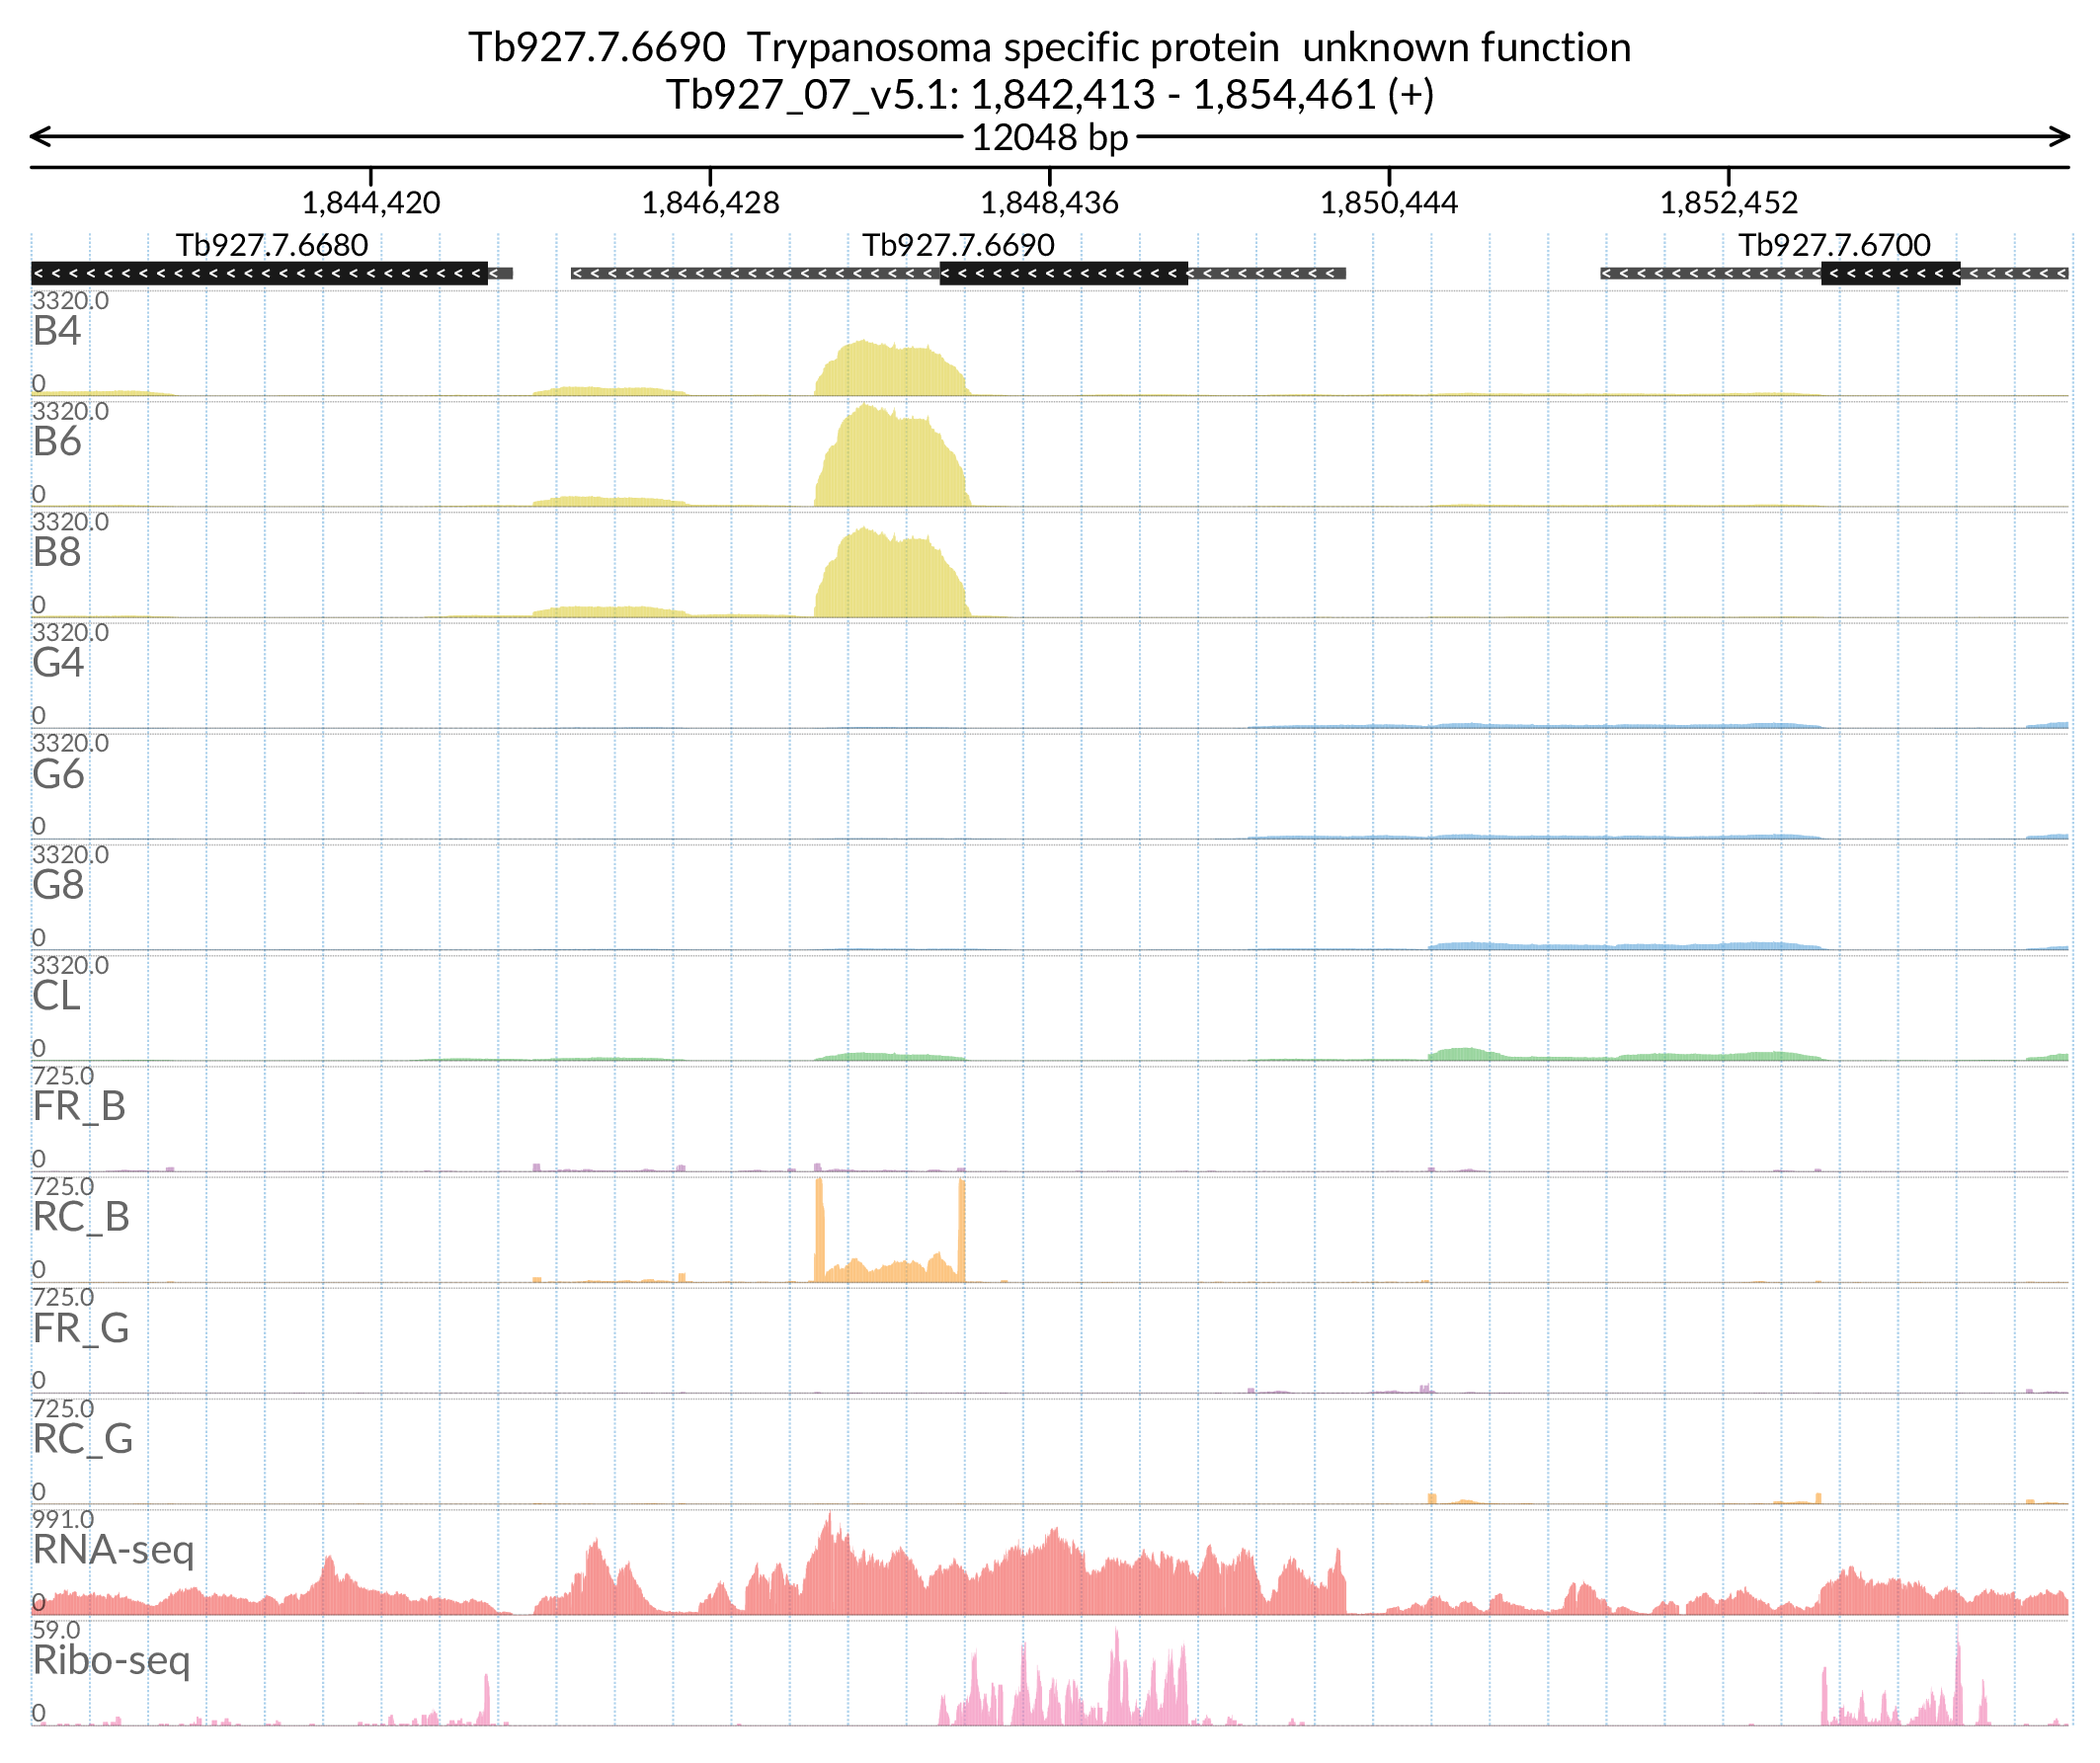 Tb927.7.6690  Trypanosoma specific protein  unknown function
Tb927_07_v5.1: 1,842,413 - 1,854,461 (+)
12048 bp
1,844,420 1,846,428 1,848,436 1,850,444 1,852,452
Tb927.7.6680 Tb927.7.6690 Tb927.7.6700
3320.0
B4
0
3320.0
B6
0
3320.0
B8
0
3320.0
G4
0
3320.0
G6
0
3320.0
G8
0
3320.0
CL
0
725.0
FR_B
0
725.0
RC_B
0
725.0
FR_G
0
725.0
RC_G
0
991.0
RNA-seq
0
59.0
Ribo-seq
0